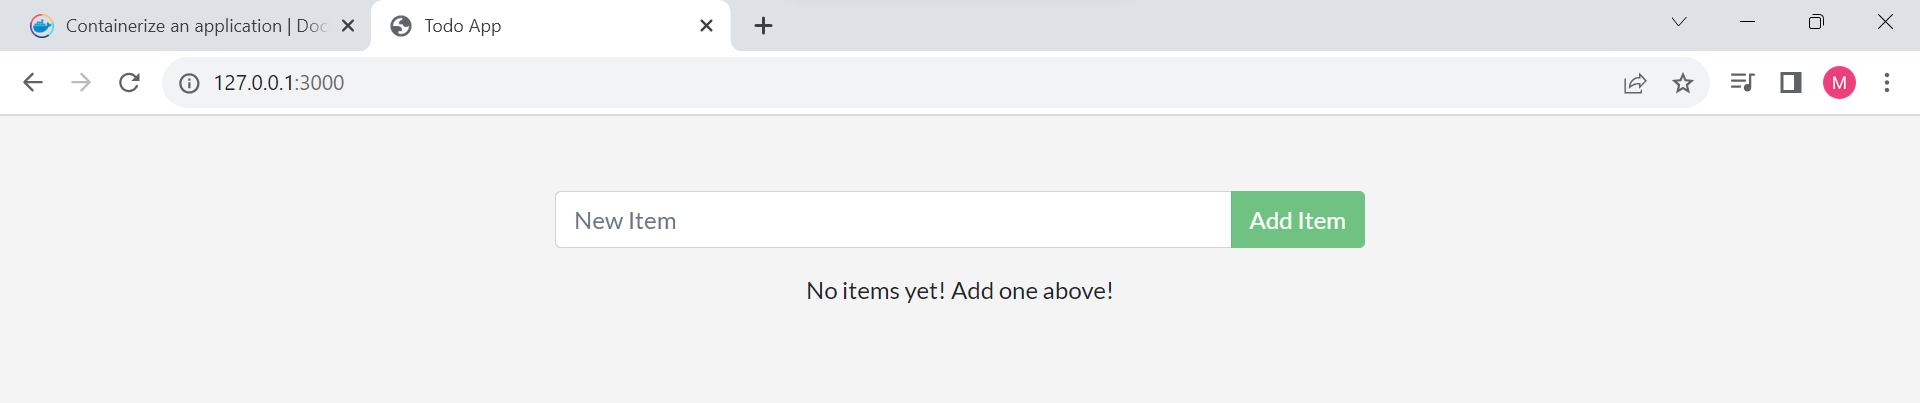 Containerize an application | Doc
Todo App
127.0.0.1:3000
M
New Item
Add Item
No items yet! Add one above!